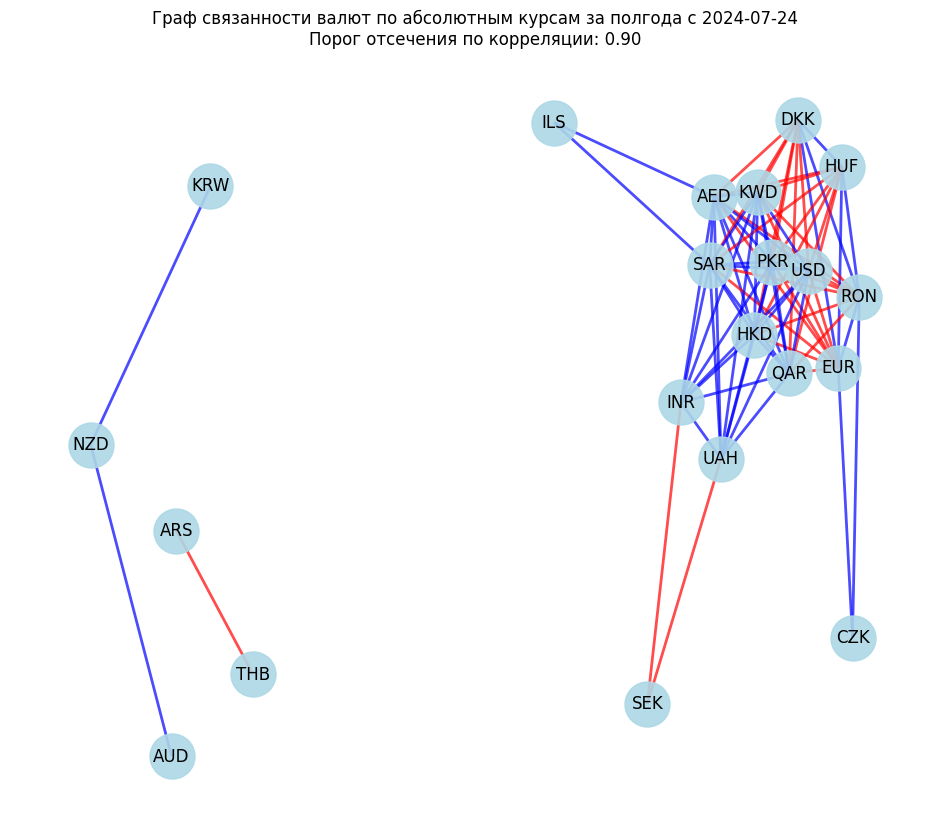 Граф связанности валют по абсолютным курсам за полгода с 2024-07-24
Порог отсечения по корреляции: 0.90
DKK
ILS
HUF
KRW
KWD
AED
PKR
SAR
USD
RON
HKD
EUR
QAR
INR
NZD
UAH
ARS
CZK
THB
SEK
AUD